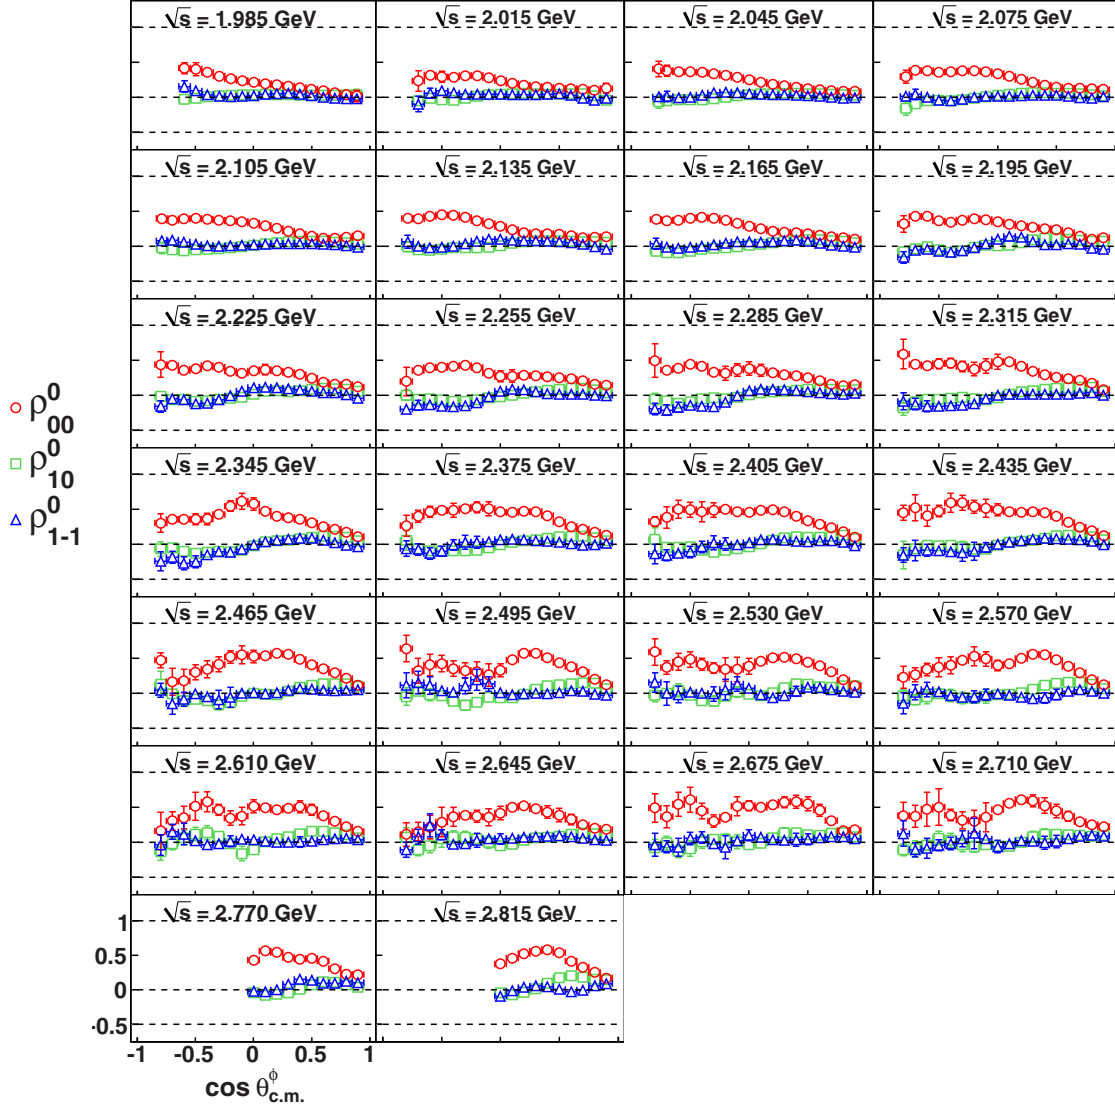 √s = 1.985 GeV √s = 2.015 GeV √s = 2.045 GeV √s = 2.075 GeV
√s = 2.105 GeV √s = 2.135 GeV √s = 2.165 GeV √s = 2.195 GeV
√s = 2.225 GeV √s = 2.255 GeV √s = 2.285 GeV √s = 2.315 GeV
ρ⁰₀₀
ρ⁰₁₀
ρ⁰₁₋₁
√s = 2.345 GeV √s = 2.375 GeV √s = 2.405 GeV √s = 2.435 GeV
√s = 2.465 GeV √s = 2.495 GeV √s = 2.530 GeV √s = 2.570 GeV
√s = 2.610 GeV √s = 2.645 GeV √s = 2.675 GeV √s = 2.710 GeV
√s = 2.770 GeV √s = 2.815 GeV
1
0.5
0
-0.5
-1 -0.5 0 0.5 1
cos θ^ϕ_c.m.